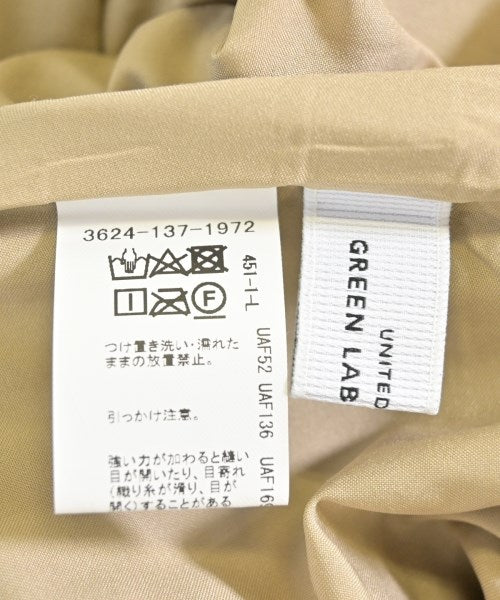 3624-137-1972
F
つけ置き洗い・濡れた
ままの放置禁止。
引っかけ注意。
強い力が加わると縫い
目が開いたり、目寄れ
(織り糸が滑り、目が
開く)することがある
451-1-L
UAF52 UAF136 UAF16
UNITED
GREEN LAB